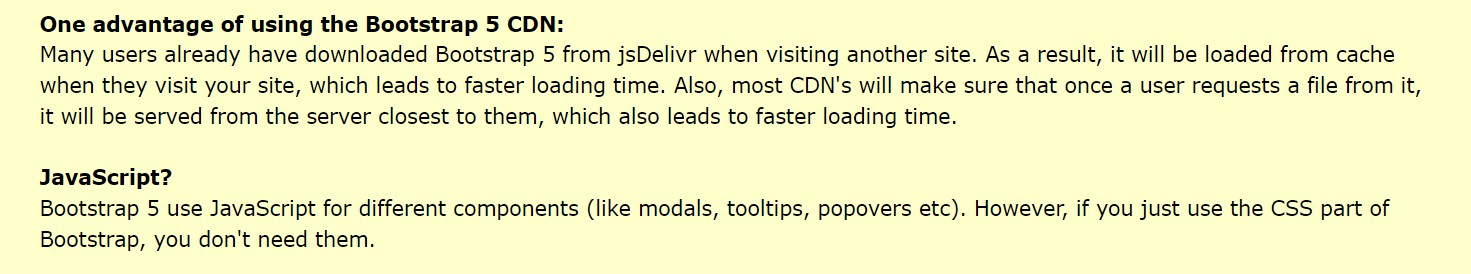 One advantage of using the Bootstrap 5 CDN:
Many users already have downloaded Bootstrap 5 from jsDelivr when visiting another site. As a result, it will be loaded from cache
when they visit your site, which leads to faster loading time. Also, most CDN's will make sure that once a user requests a file from it,
it will be served from the server closest to them, which also leads to faster loading time.
JavaScript?
Bootstrap 5 use JavaScript for different components (like modals, tooltips, popovers etc). However, if you just use the CSS part of
Bootstrap, you don't need them.